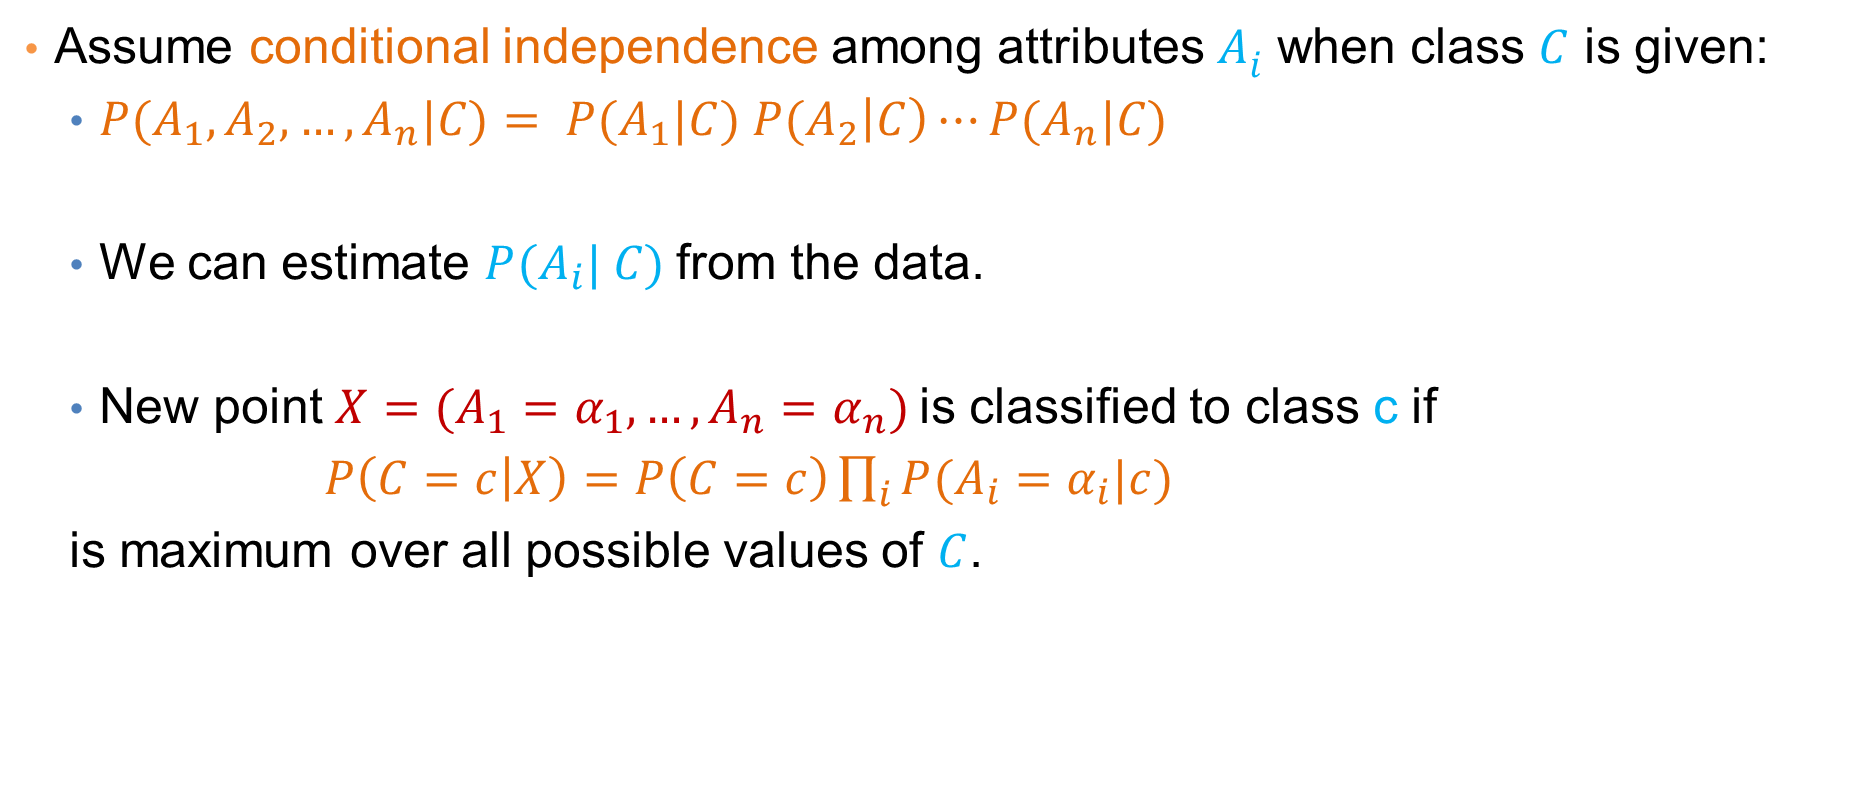 • Assume conditional independence among attributes 𝐴ᵢ when class 𝐶 is given:
• 𝑃(𝐴₁, 𝐴₂, … , 𝐴ₙ|𝐶) = 𝑃(𝐴₁|𝐶) 𝑃(𝐴₂|𝐶) ⋯ 𝑃(𝐴ₙ|𝐶)
• We can estimate 𝑃(𝐴ᵢ| 𝐶) from the data.
• New point 𝑋 = (𝐴₁ = 𝛼₁, … , 𝐴ₙ = 𝛼ₙ) is classified to class c if
𝑃(𝐶 = 𝑐|𝑋) = 𝑃(𝐶 = 𝑐) ∏ᵢ 𝑃(𝐴ᵢ = 𝛼ᵢ|𝑐)
is maximum over all possible values of 𝐶.